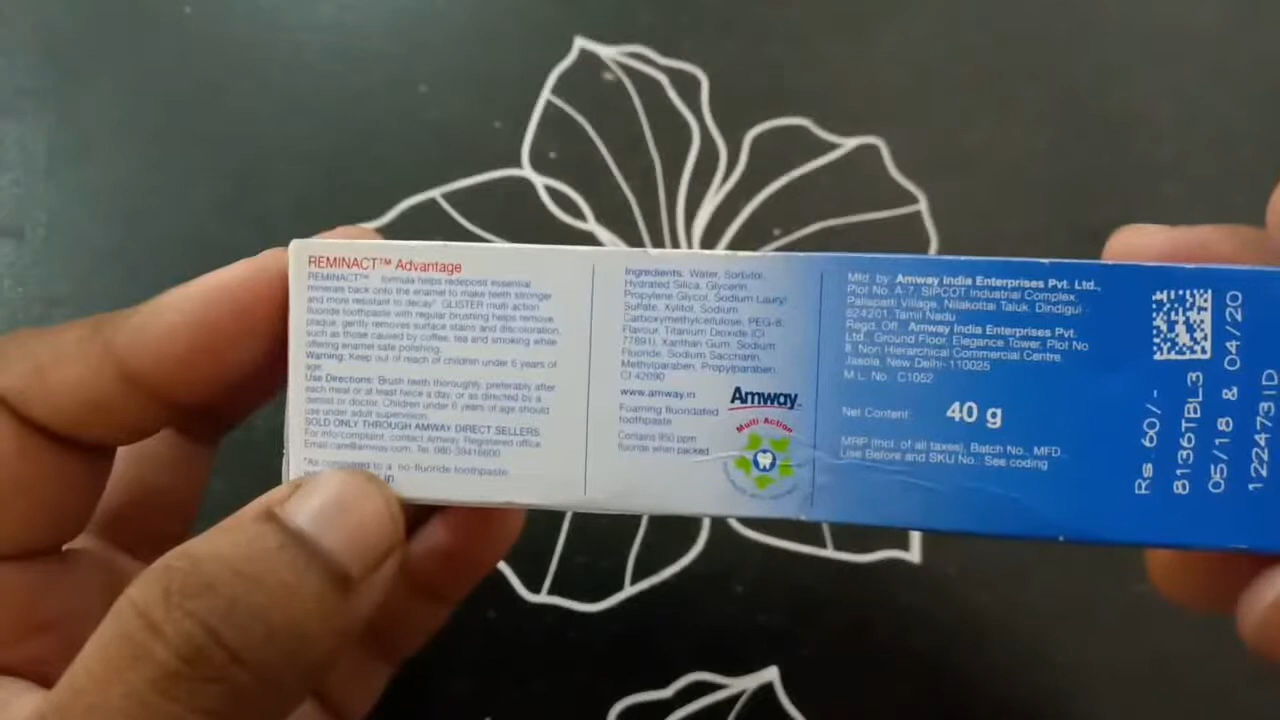 REMINACT™ Advantage
REMINACT™ formula helps redeposit essential
minerals back onto the enamel to make teeth stronger
and more resistant to decay*. GLISTER multi action
fluoride toothpaste with regular brushing helps remove
plaque, gently removes surface stains and discoloration,
such as those caused by coffee, tea and smoking while
offering enamel safe polishing.
Warning: Keep out of reach of children under 6 years of
age.
Use Directions: Brush teeth thoroughly, preferably after
each meal or at least twice a day, or as directed by a
dentist or doctor. Children under 6 years of age should
use under adult supervision.
SOLD ONLY THROUGH AMWAY DIRECT SELLERS.
For info/complaint, contact Amway, Registered office
Email:care@amway.com, Tel. 080-39416600
*As compared to a no-fluoride toothpaste
Ingredients: Water, Sorbitol,
Hydrated Silica, Glycerin,
Propylene Glycol, Sodium Lauryl
Sulfate, Xylitol, Sodium
Carboxymethylcellulose, PEG-8,
Flavour, Titanium Dioxide (CI
77891), Xanthan Gum, Sodium
Fluoride, Sodium Saccharin,
Methylparaben, Propylparaben,
CI 42090
www.amway.in
Foaming fluoridated
toothpaste
Contains 950 ppm
fluoride when packed
Amway
Multi-Action
Mfd. by: Amway India Enterprises Pvt. Ltd.,
Plot No. A-7, SIPCOT Industrial Complex,
Pallapatti Village, Nilakottai Taluk, Dindigul -
624201, Tamil Nadu
Regd. Off.: Amway India Enterprises Pvt.
Ltd., Ground Floor, Elegance Tower, Plot No
8, Non Hierarchical Commercial Centre
Jasola, New Delhi-110025
M.L. No.: C1052
Net Content: 40 g
MRP (incl. of all taxes), Batch No., MFD
Use Before and SKU No.: See coding
Rs.60/-
8136TBL3
05/18 & 04/20
122473ID